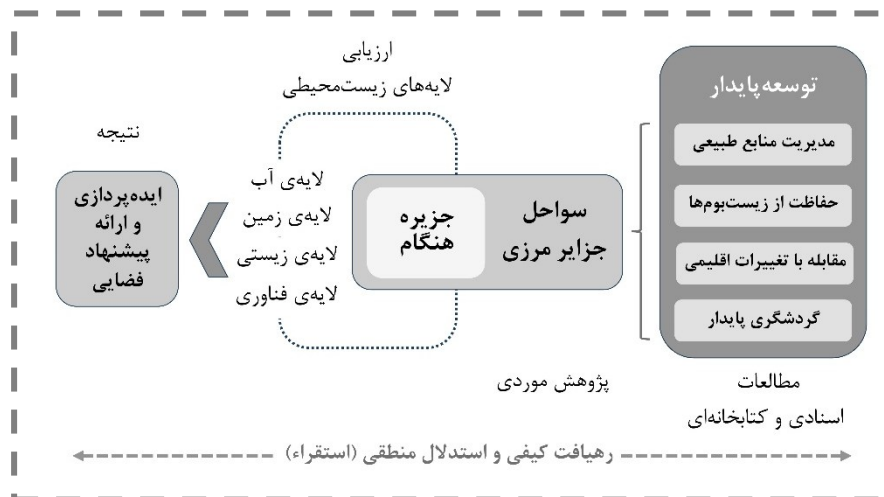 توسعه پایدار
مدیریت منابع طبیعی
حفاظت از زیست‌بوم‌ها
مقابله با تغییرات اقلیمی
گردشگری پایدار
مطالعات
اسنادی و کتابخانه‌ای
سواحل
جزایر مرزی
جزیره
هنگام
پژوهش موردی
ارزیابی
لایه‌های زیست‌محیطی
لایه‌ی آب
لایه‌ی زمین
لایه‌ی زیستی
لایه‌ی فناوری
نتیجه
ایده‌پردازی
و ارائه
پیشنهاد
فضایی
رهیافت کیفی و استدلال منطقی (استقراء)